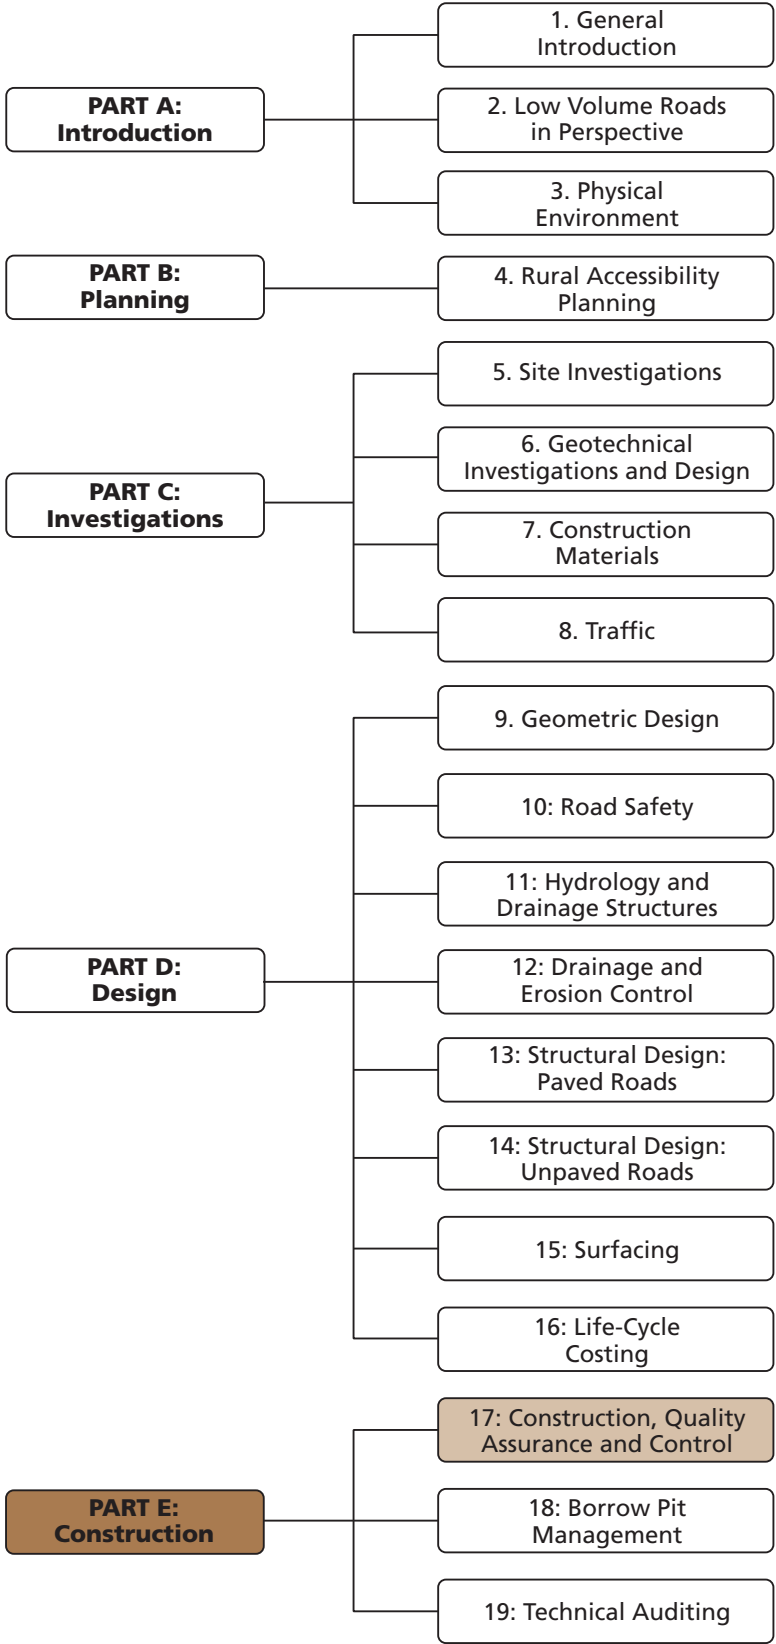 PART A:
Introduction
1. General
Introduction
2. Low Volume Roads
in Perspective
3. Physical
Environment
PART B:
Planning
4. Rural Accessibility
Planning
PART C:
Investigations
5. Site Investigations
6. Geotechnical
Investigations and Design
7. Construction
Materials
8. Traffic
PART D:
Design
9. Geometric Design
10: Road Safety
11: Hydrology and
Drainage Structures
12: Drainage and
Erosion Control
13: Structural Design:
Paved Roads
14: Structural Design:
Unpaved Roads
15: Surfacing
16: Life-Cycle
Costing
PART E:
Construction
17: Construction, Quality
Assurance and Control
18: Borrow Pit
Management
19: Technical Auditing